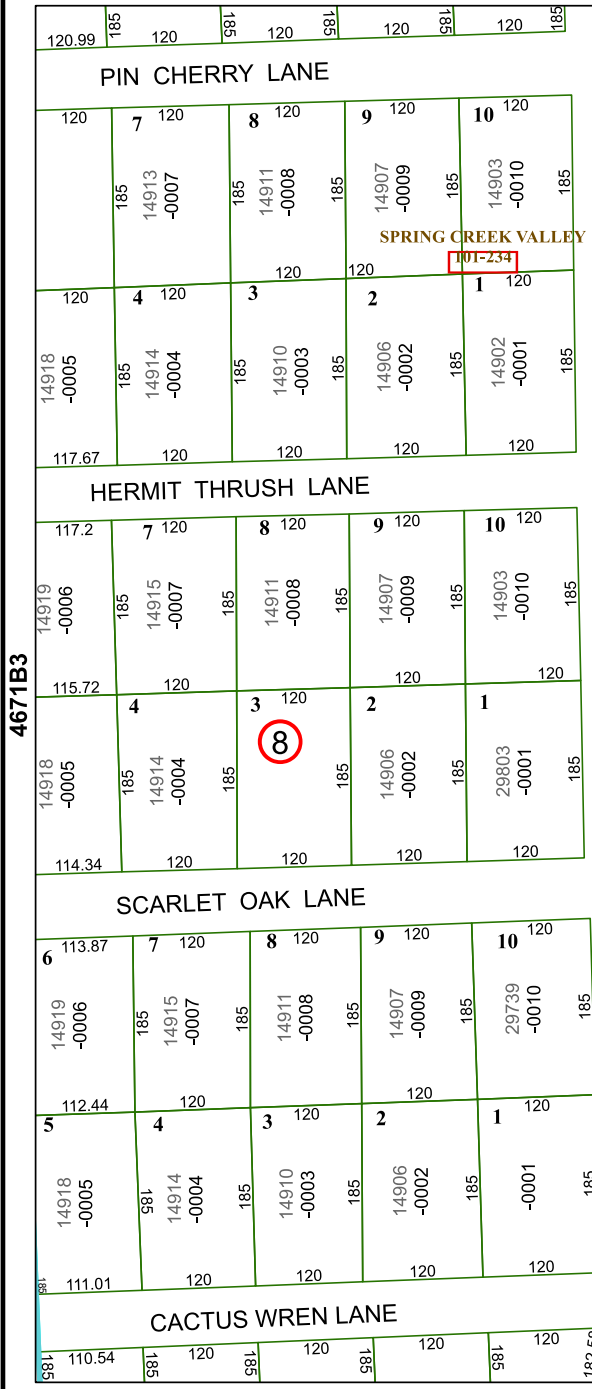 185 185 185 185 185
120.99 120 120 120 120
PIN CHERRY LANE
120 7 120 8 120 9 120 10 120
185 14913 -0007 185 14911 -0008 185 14907 -0009 185 14903 -0010 185
SPRING CREEK VALLEY
101-234
120 120
120 4 120 3 2 1 120
14918 -0005 185 14914 -0004 185 14910 -0003 185 14906 -0002 185 14902 -0001 185
117.67 120 120 120 120
HERMIT THRUSH LANE
117.2 7 120 8 120 9 120 10 120
14919 -0006 185 14915 -0007 185 14911 -0008 185 14907 -0009 185 14903 -0010 185
4671B3
115.72 120 120 120
4 3 120 2 1
8
14918 -0005 185 14914 -0004 185 185 14906 -0002 185 29803 -0001 185
114.34 120 120 120 120
SCARLET OAK LANE
6 113.87 7 120 8 120 9 120 10 120
14919 -0006 185 14915 -0007 185 14911 -0008 185 14907 -0009 185 29739 -0010 185
112.44 120 120
5 4 3 120 2 1 120
14918 -0005 185 14914 -0004 185 14910 -0003 185 14906 -0002 185 -0001 185
185 111.01 120 120 120 120
CACTUS WREN LANE
185 110.54 185 120 185 120 185 120 185 120